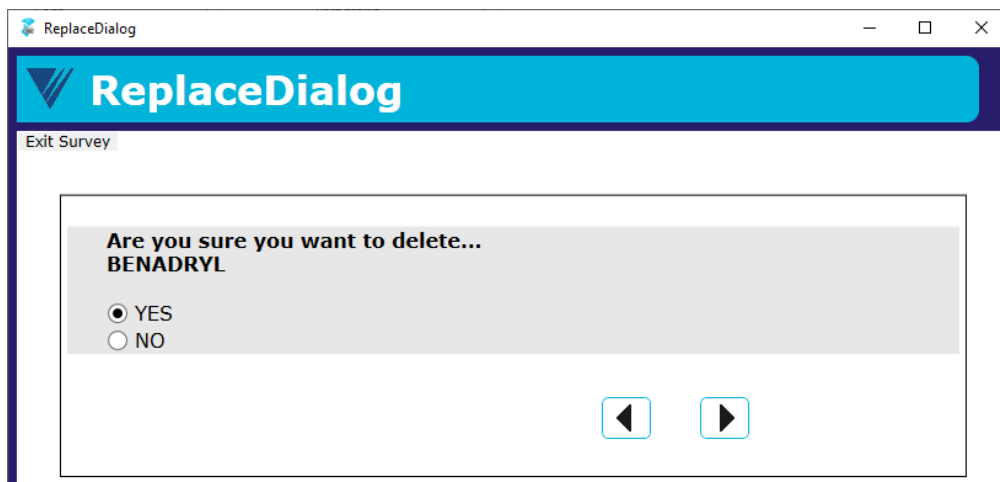 ReplaceDialog
ReplaceDialog
Exit Survey
Are you sure you want to delete...
BENADRYL
YES
NO